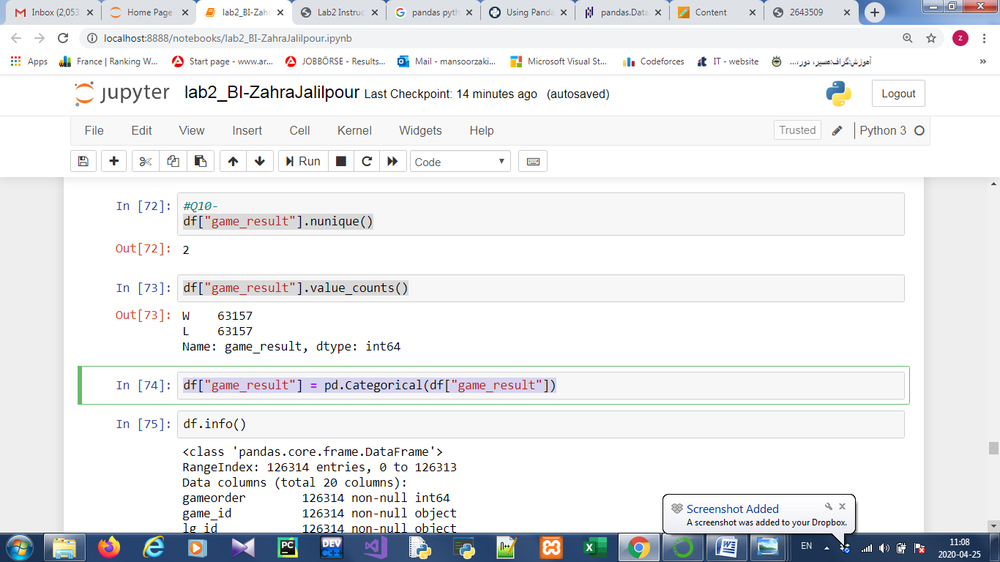 Inbox (2,053
Home Page
lab2_BI-Zahra
Lab2 Instruc
pandas pyth
Using Panda
pandas.Data
Content
2643509
localhost:8888/notebooks/lab2_BI-ZahraJalilpour.ipynb
z
Apps
France | Ranking W...
Start page - www.ar...
JOBBÖRSE - Results...
Mail - mansoorzaki...
Microsoft Visual St...
Codeforces
IT - website
آموزش:گراف:مسیر، دور،...
»
jupyter
lab2_BI-ZahraJalilpour Last Checkpoint: 14 minutes ago (autosaved)
Logout
File Edit View Insert Cell Kernel Widgets Help
Trusted
Python 3
Run
Code
In [72]:
#Q10-
df["game_result"].nunique()
Out[72]: 2
In [73]: df["game_result"].value_counts()
Out[73]: W    63157
L    63157
Name: game_result, dtype: int64
In [74]: df["game_result"] = pd.Categorical(df["game_result"])
In [75]: df.info()
<class 'pandas.core.frame.DataFrame'>
RangeIndex: 126314 entries, 0 to 126313
Data columns (total 20 columns):
gameorder        126314 non-null int64
game_id          126314 non-null object
lg_id            126314 non-null object
Screenshot Added
A screenshot was added to your Dropbox.
PC
DEV
C++
EN
11:08
2020-04-25